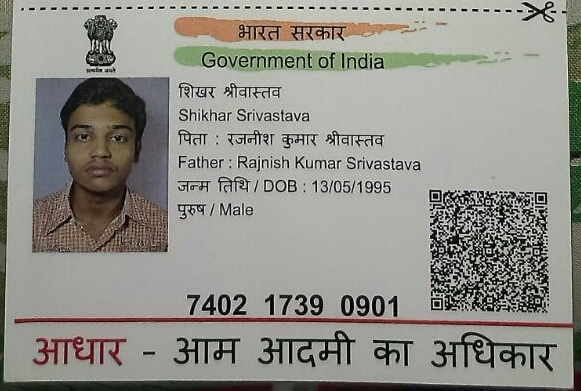 भारत सरकार
Government of India
सत्यमेव जयते
शिखर श्रीवास्तव
Shikhar Srivastava
पिता : रजनीश कुमार श्रीवास्तव
Father : Rajnish Kumar Srivastava
जन्म तिथि / DOB : 13/05/1995
पुरुष / Male
7402 1739 0901
आधार - आम आदमी का अधिकार